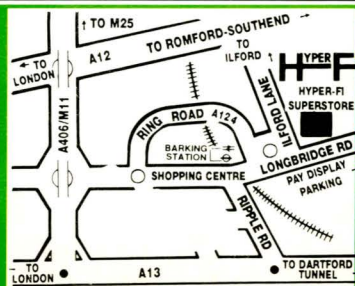 ↑ TO M25
TO ROMFORD-SOUTHEND →
A12
← TO
LONDON
TO
ILFORD
HYPER
H F
HYPER-FI
SUPERSTORE
A406/M11
RING ROAD A124
ILFORD LANE
BARKING
STATION
LONGBRIDGE RD
SHOPPING CENTRE
PAY DISPLAY
PARKING
RIPPLE RD
← TO
LONDON
A13
TO DARTFORD
TUNNEL